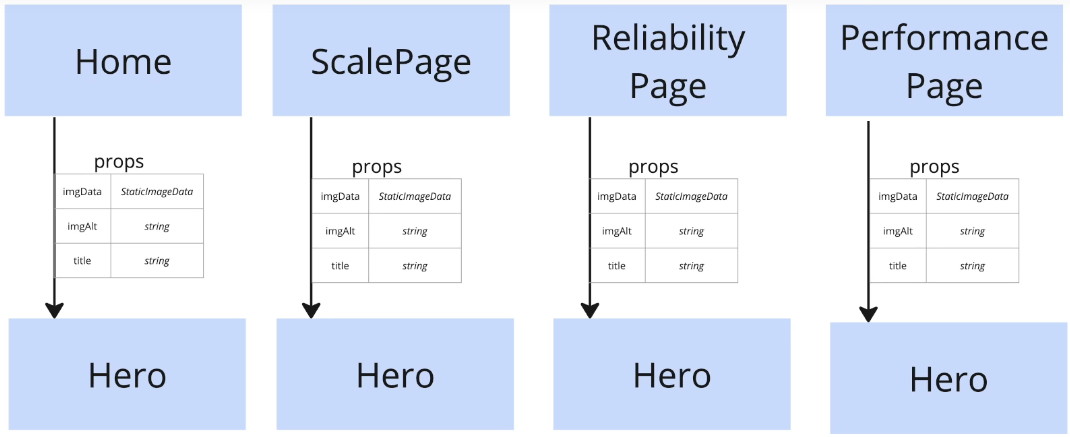 Home
ScalePage
Reliability
Page
Performance
Page
props
props
props
props
imgData StaticImageData
imgData StaticImageData
imgData StaticImageData
imgData StaticImageData
imgAlt string
imgAlt string
imgAlt string
imgAlt string
title string
title string
title string
title string
Hero
Hero
Hero
Hero